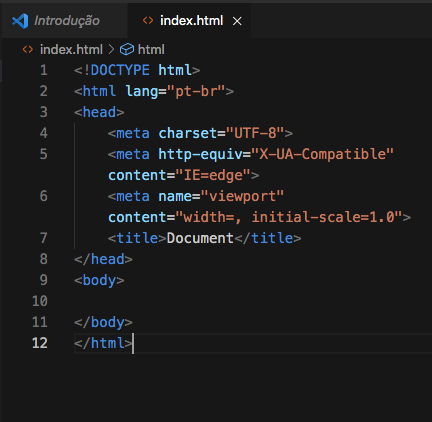 Introdução index.html
index.html > html
1 <!DOCTYPE html>
2 <html lang="pt-br">
3 <head>
4 <meta charset="UTF-8">
5 <meta http-equiv="X-UA-Compatible"
content="IE=edge">
6 <meta name="viewport"
content="width=, initial-scale=1.0">
7 <title>Document</title>
8 </head>
9 <body>
10
11 </body>
12 </html>